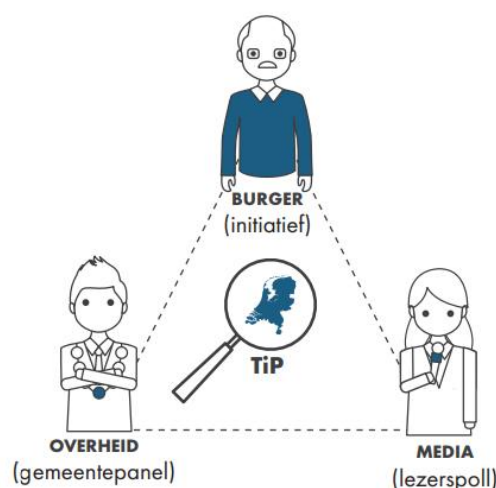 BURGER
(initiatief)
TiP
OVERHEID
(gemeentepanel)
MEDIA
(lezerspoll)